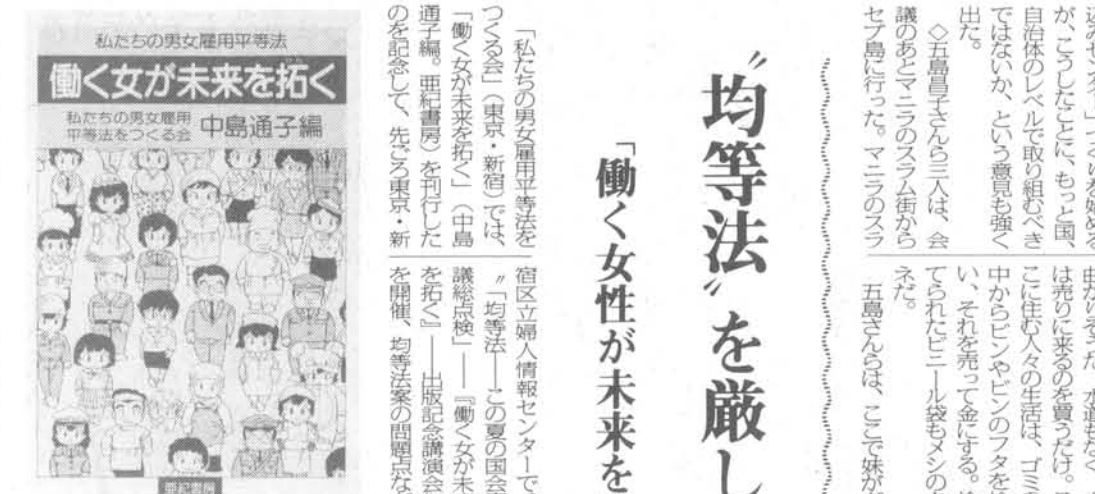 が、こうしたことに、もっと国、
自治体のレベルで取り組むべき
ではないか、という意見も強く
出た。
◇五島昌子さんら三人は、会
議のあとマニラのスラム街から
セブ島に行った。マニラのスラ
は売りに来るのを買うだけ。
こに住む人々の生活は、ゴミ
中からビンやビンのフタを
い、それを売って金にする。
てられたビニール袋もメシの
ネだ。
五島さんらは、ここで妹が
〝均等法〟を厳し
「働く女性が未来を
「私たちの男女雇用平等法を
つくる会」(東京・新宿)では、
「働く女が未来を拓く」(中島
通子編。亜紀書房)を刊行した
のを記念して、先ごろ東京・新
宿区立婦人情報センターで
〝「均等法――この夏の国会
議総点検」――『働く女が未
を拓く』――出版記念講演会
を開催、均等法案の問題点な
私たちの男女雇用平等法
働く女が未来を拓く
私たちの男女雇用
平等法をつくる会 中島通子編
亜紀書房